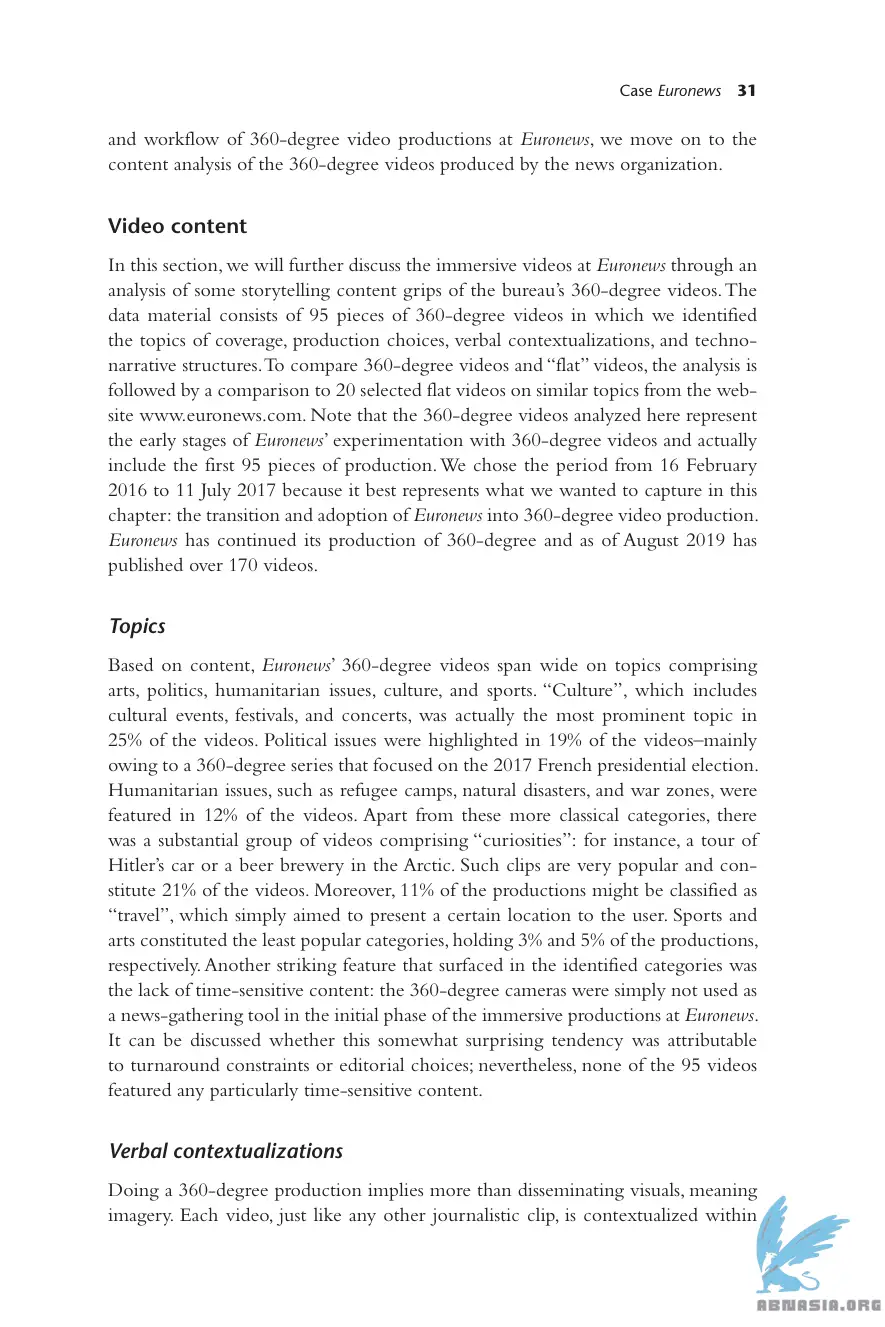 Case Euronews 31
and workflow of 360-degree video productions at Euronews, we move on to the
content analysis of the 360-degree videos produced by the news organization.
Video content
In this section, we will further discuss the immersive videos at Euronews through an
analysis of some storytelling content grips of the bureau’s 360-degree videos. The
data material consists of 95 pieces of 360-degree videos in which we identified
the topics of coverage, production choices, verbal contextualizations, and techno-
narrative structures. To compare 360-degree videos and “flat” videos, the analysis is
followed by a comparison to 20 selected flat videos on similar topics from the web-
site www.euronews.com. Note that the 360-degree videos analyzed here represent
the early stages of Euronews’ experimentation with 360-degree videos and actually
include the first 95 pieces of production. We chose the period from 16 February
2016 to 11 July 2017 because it best represents what we wanted to capture in this
chapter: the transition and adoption of Euronews into 360-degree video production.
Euronews has continued its production of 360-degree and as of August 2019 has
published over 170 videos.
Topics
Based on content, Euronews’ 360-degree videos span wide on topics comprising
arts, politics, humanitarian issues, culture, and sports. “Culture”, which includes
cultural events, festivals, and concerts, was actually the most prominent topic in
25% of the videos. Political issues were highlighted in 19% of the videos–mainly
owing to a 360-degree series that focused on the 2017 French presidential election.
Humanitarian issues, such as refugee camps, natural disasters, and war zones, were
featured in 12% of the videos. Apart from these more classical categories, there
was a substantial group of videos comprising “curiosities”: for instance, a tour of
Hitler’s car or a beer brewery in the Arctic. Such clips are very popular and con-
stitute 21% of the videos. Moreover, 11% of the productions might be classified as
“travel”, which simply aimed to present a certain location to the user. Sports and
arts constituted the least popular categories, holding 3% and 5% of the productions,
respectively. Another striking feature that surfaced in the identified categories was
the lack of time-sensitive content: the 360-degree cameras were simply not used as
a news-gathering tool in the initial phase of the immersive productions at Euronews.
It can be discussed whether this somewhat surprising tendency was attributable
to turnaround constraints or editorial choices; nevertheless, none of the 95 videos
featured any particularly time-sensitive content.
Verbal contextualizations
Doing a 360-degree production implies more than disseminating visuals, meaning
imagery. Each video, just like any other journalistic clip, is contextualized within
ABNASIA.ORG